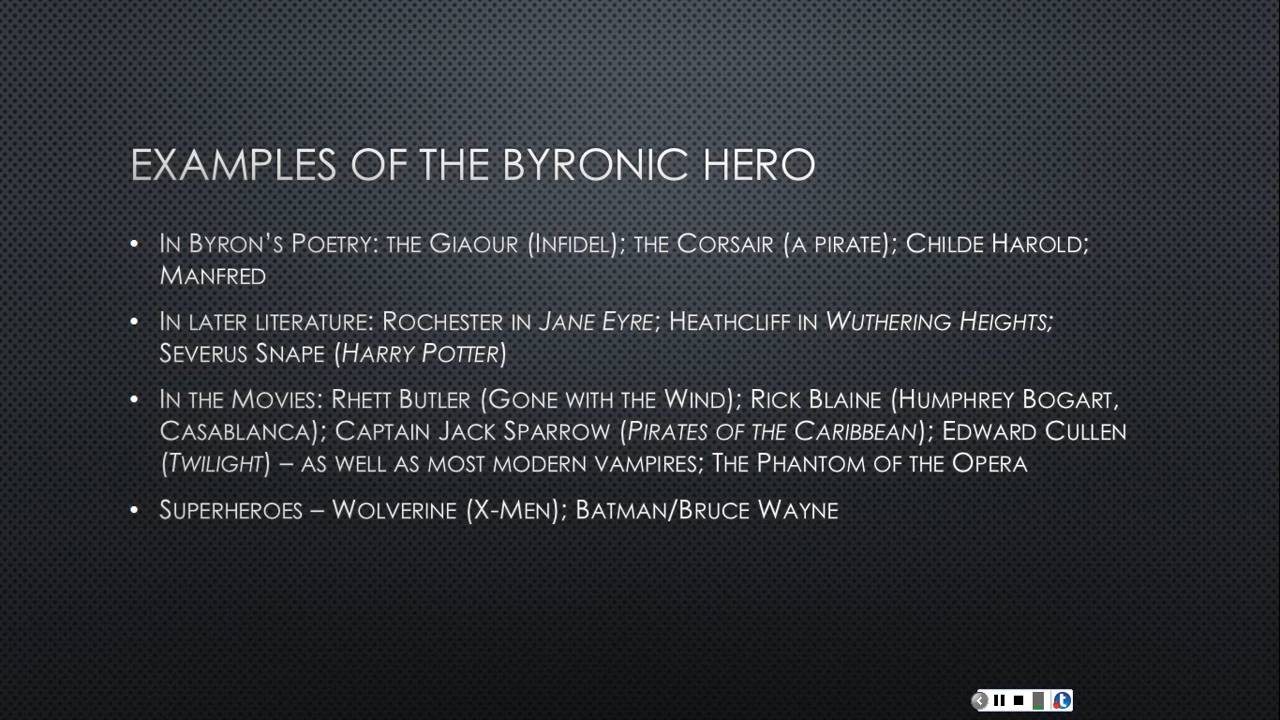 EXAMPLES OF THE BYRONIC HERO
• IN BYRON'S POETRY: THE GIAOUR (INFIDEL); THE CORSAIR (A PIRATE); CHILDE HAROLD;
MANFRED
• IN LATER LITERATURE: ROCHESTER IN JANE EYRE; HEATHCLIFF IN WUTHERING HEIGHTS;
SEVERUS SNAPE (HARRY POTTER)
• IN THE MOVIES: RHETT BUTLER (GONE WITH THE WIND); RICK BLAINE (HUMPHREY BOGART,
CASABLANCA); CAPTAIN JACK SPARROW (PIRATES OF THE CARIBBEAN); EDWARD CULLEN
(TWILIGHT) – AS WELL AS MOST MODERN VAMPIRES; THE PHANTOM OF THE OPERA
• SUPERHEROES – WOLVERINE (X-MEN); BATMAN/BRUCE WAYNE
t